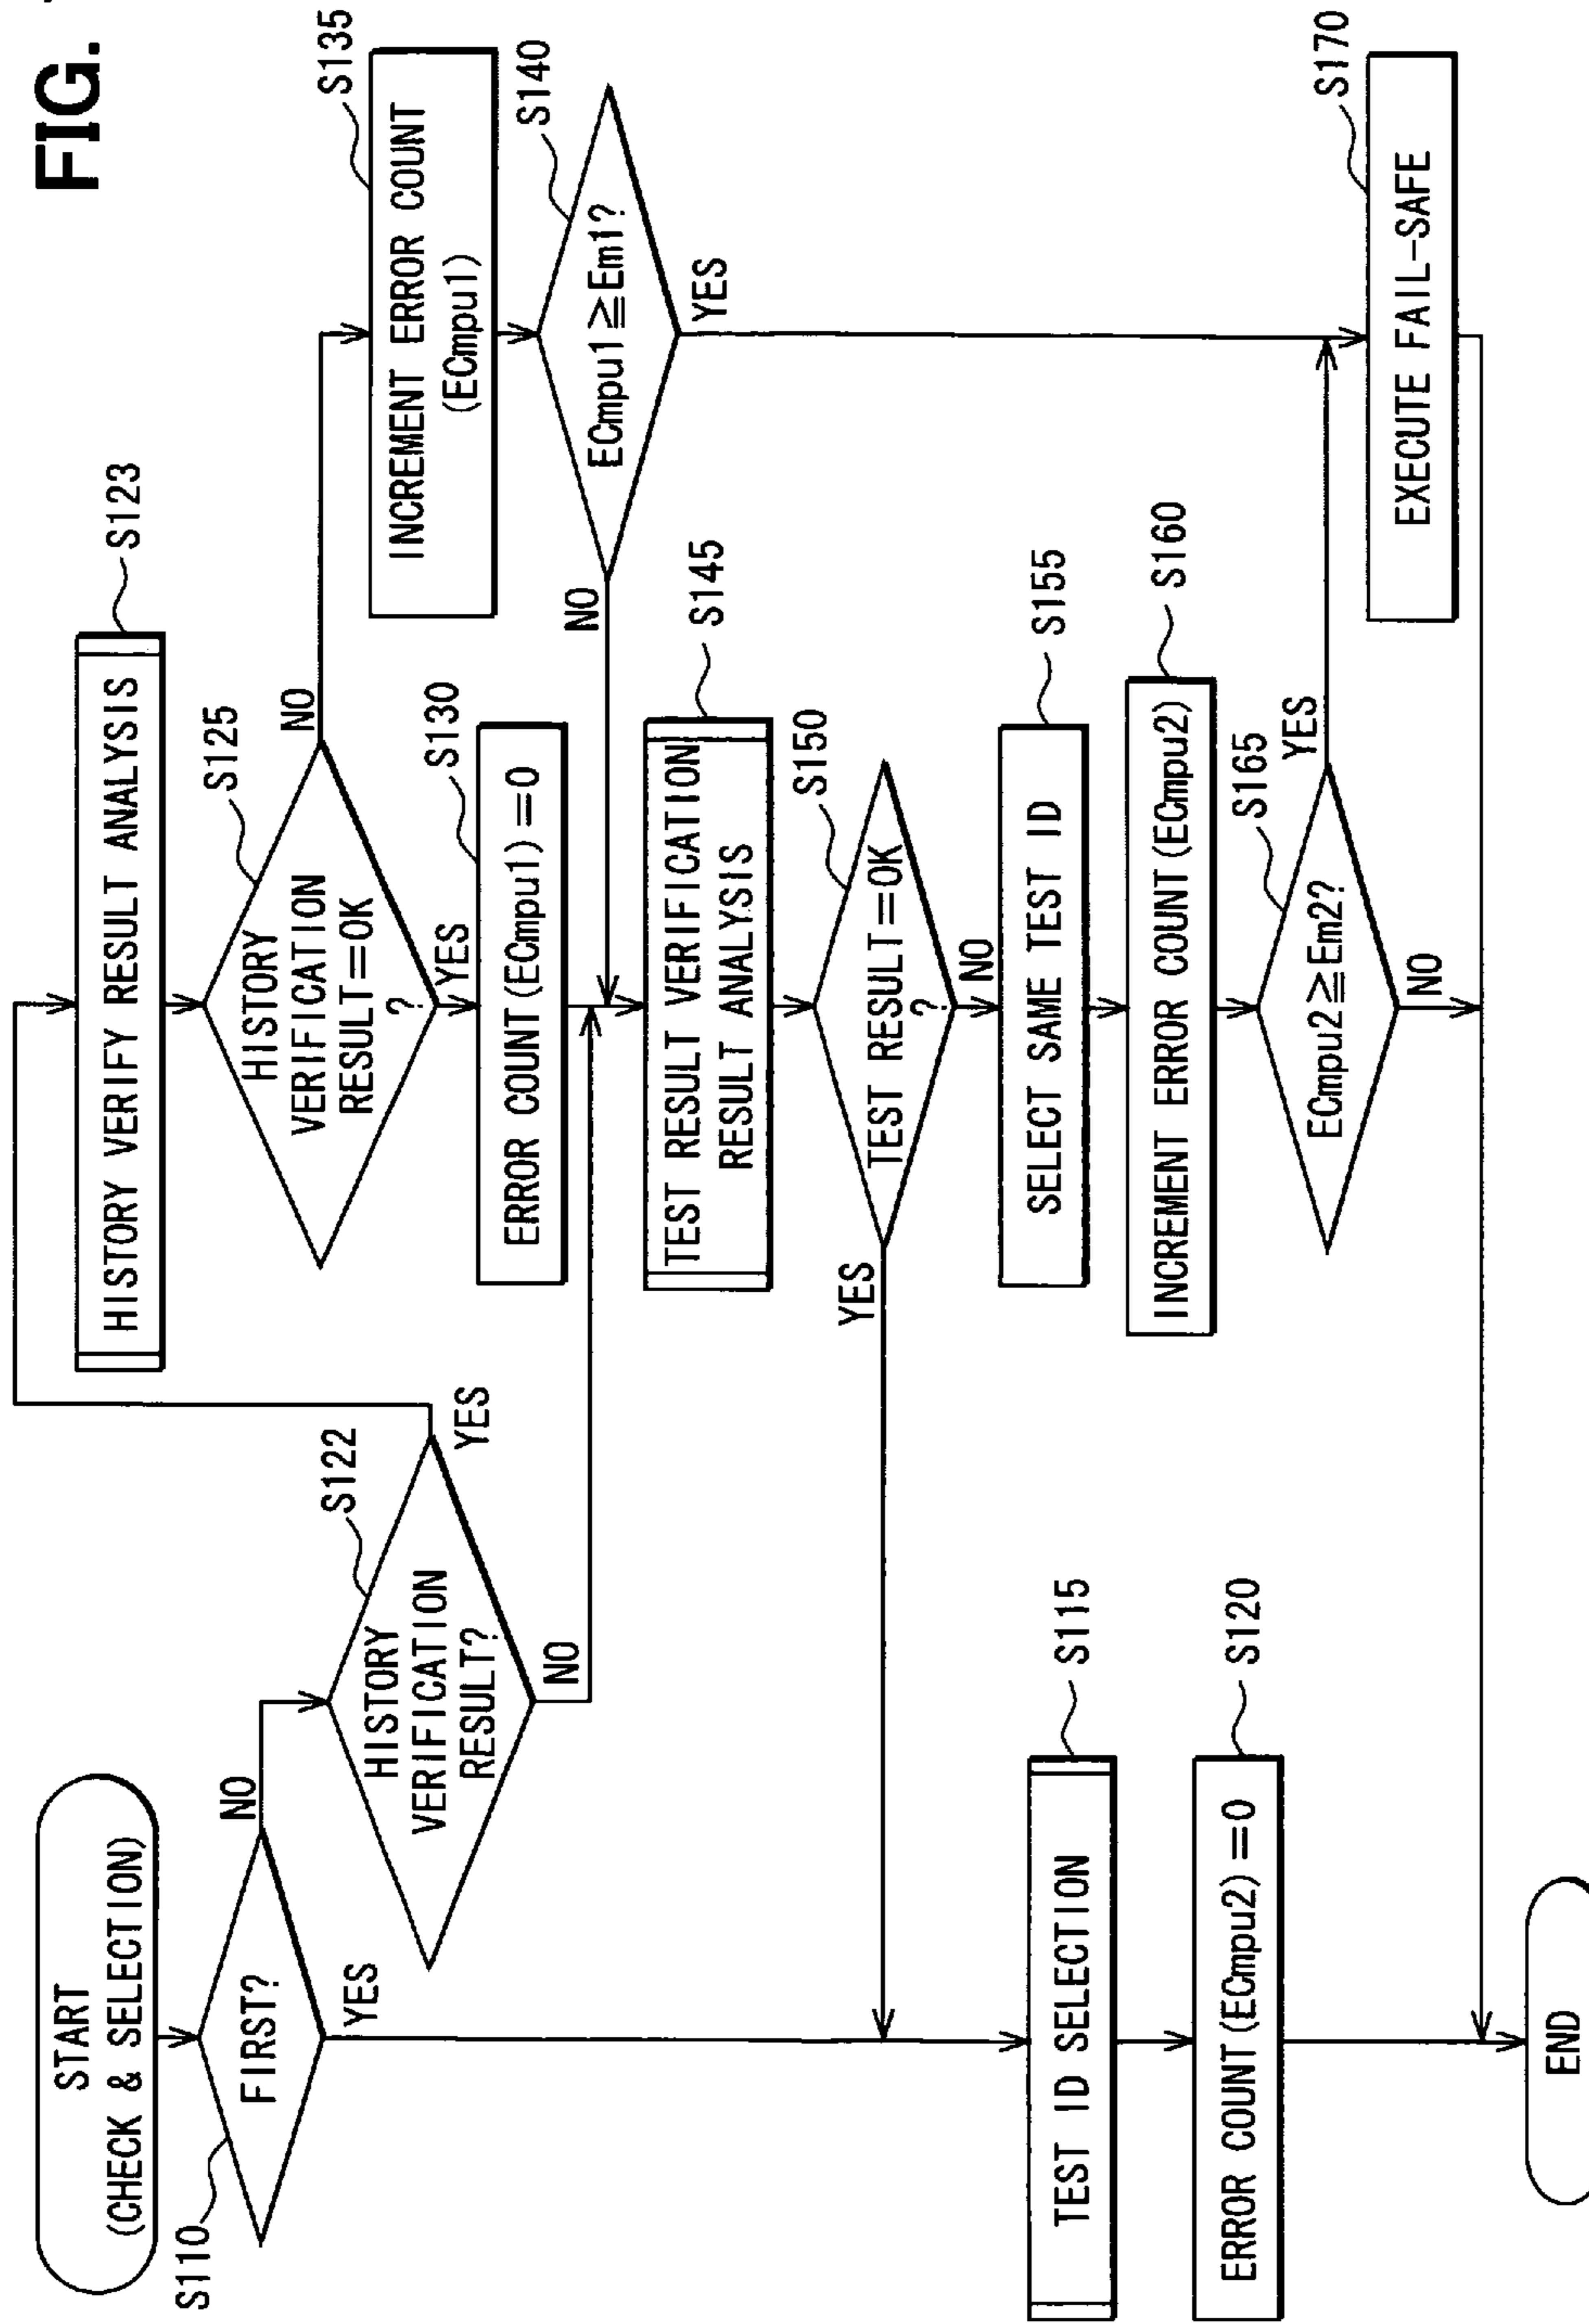 FIG.
START
(CHECK & SELECTION)
S110
FIRST?
NO
YES
S122
HISTORY
VERIFICATION
RESULT?
YES
NO
HISTORY VERIFY RESULT ANALYSIS
S123
S125
HISTORY
VERIFICATION
RESULT=OK
?
NO
YES
S130
ERROR COUNT(ECmpu1)=0
S135
INCREMENT ERROR COUNT
(ECmpu1)
S140
ECmpu1≧Em1?
NO
YES
S145
TEST RESULT VERIFICATION
RESULT ANALYSIS
S150
TEST RESULT=OK
?
YES
NO
S155
SELECT SAME TEST ID
S160
INCREMENT ERROR COUNT(ECmpu2)
S165
ECmpu2≧Em2?
YES
NO
S170
EXECUTE FAIL-SAFE
S115
TEST ID SELECTION
S120
ERROR COUNT(ECmpu2)=0
END